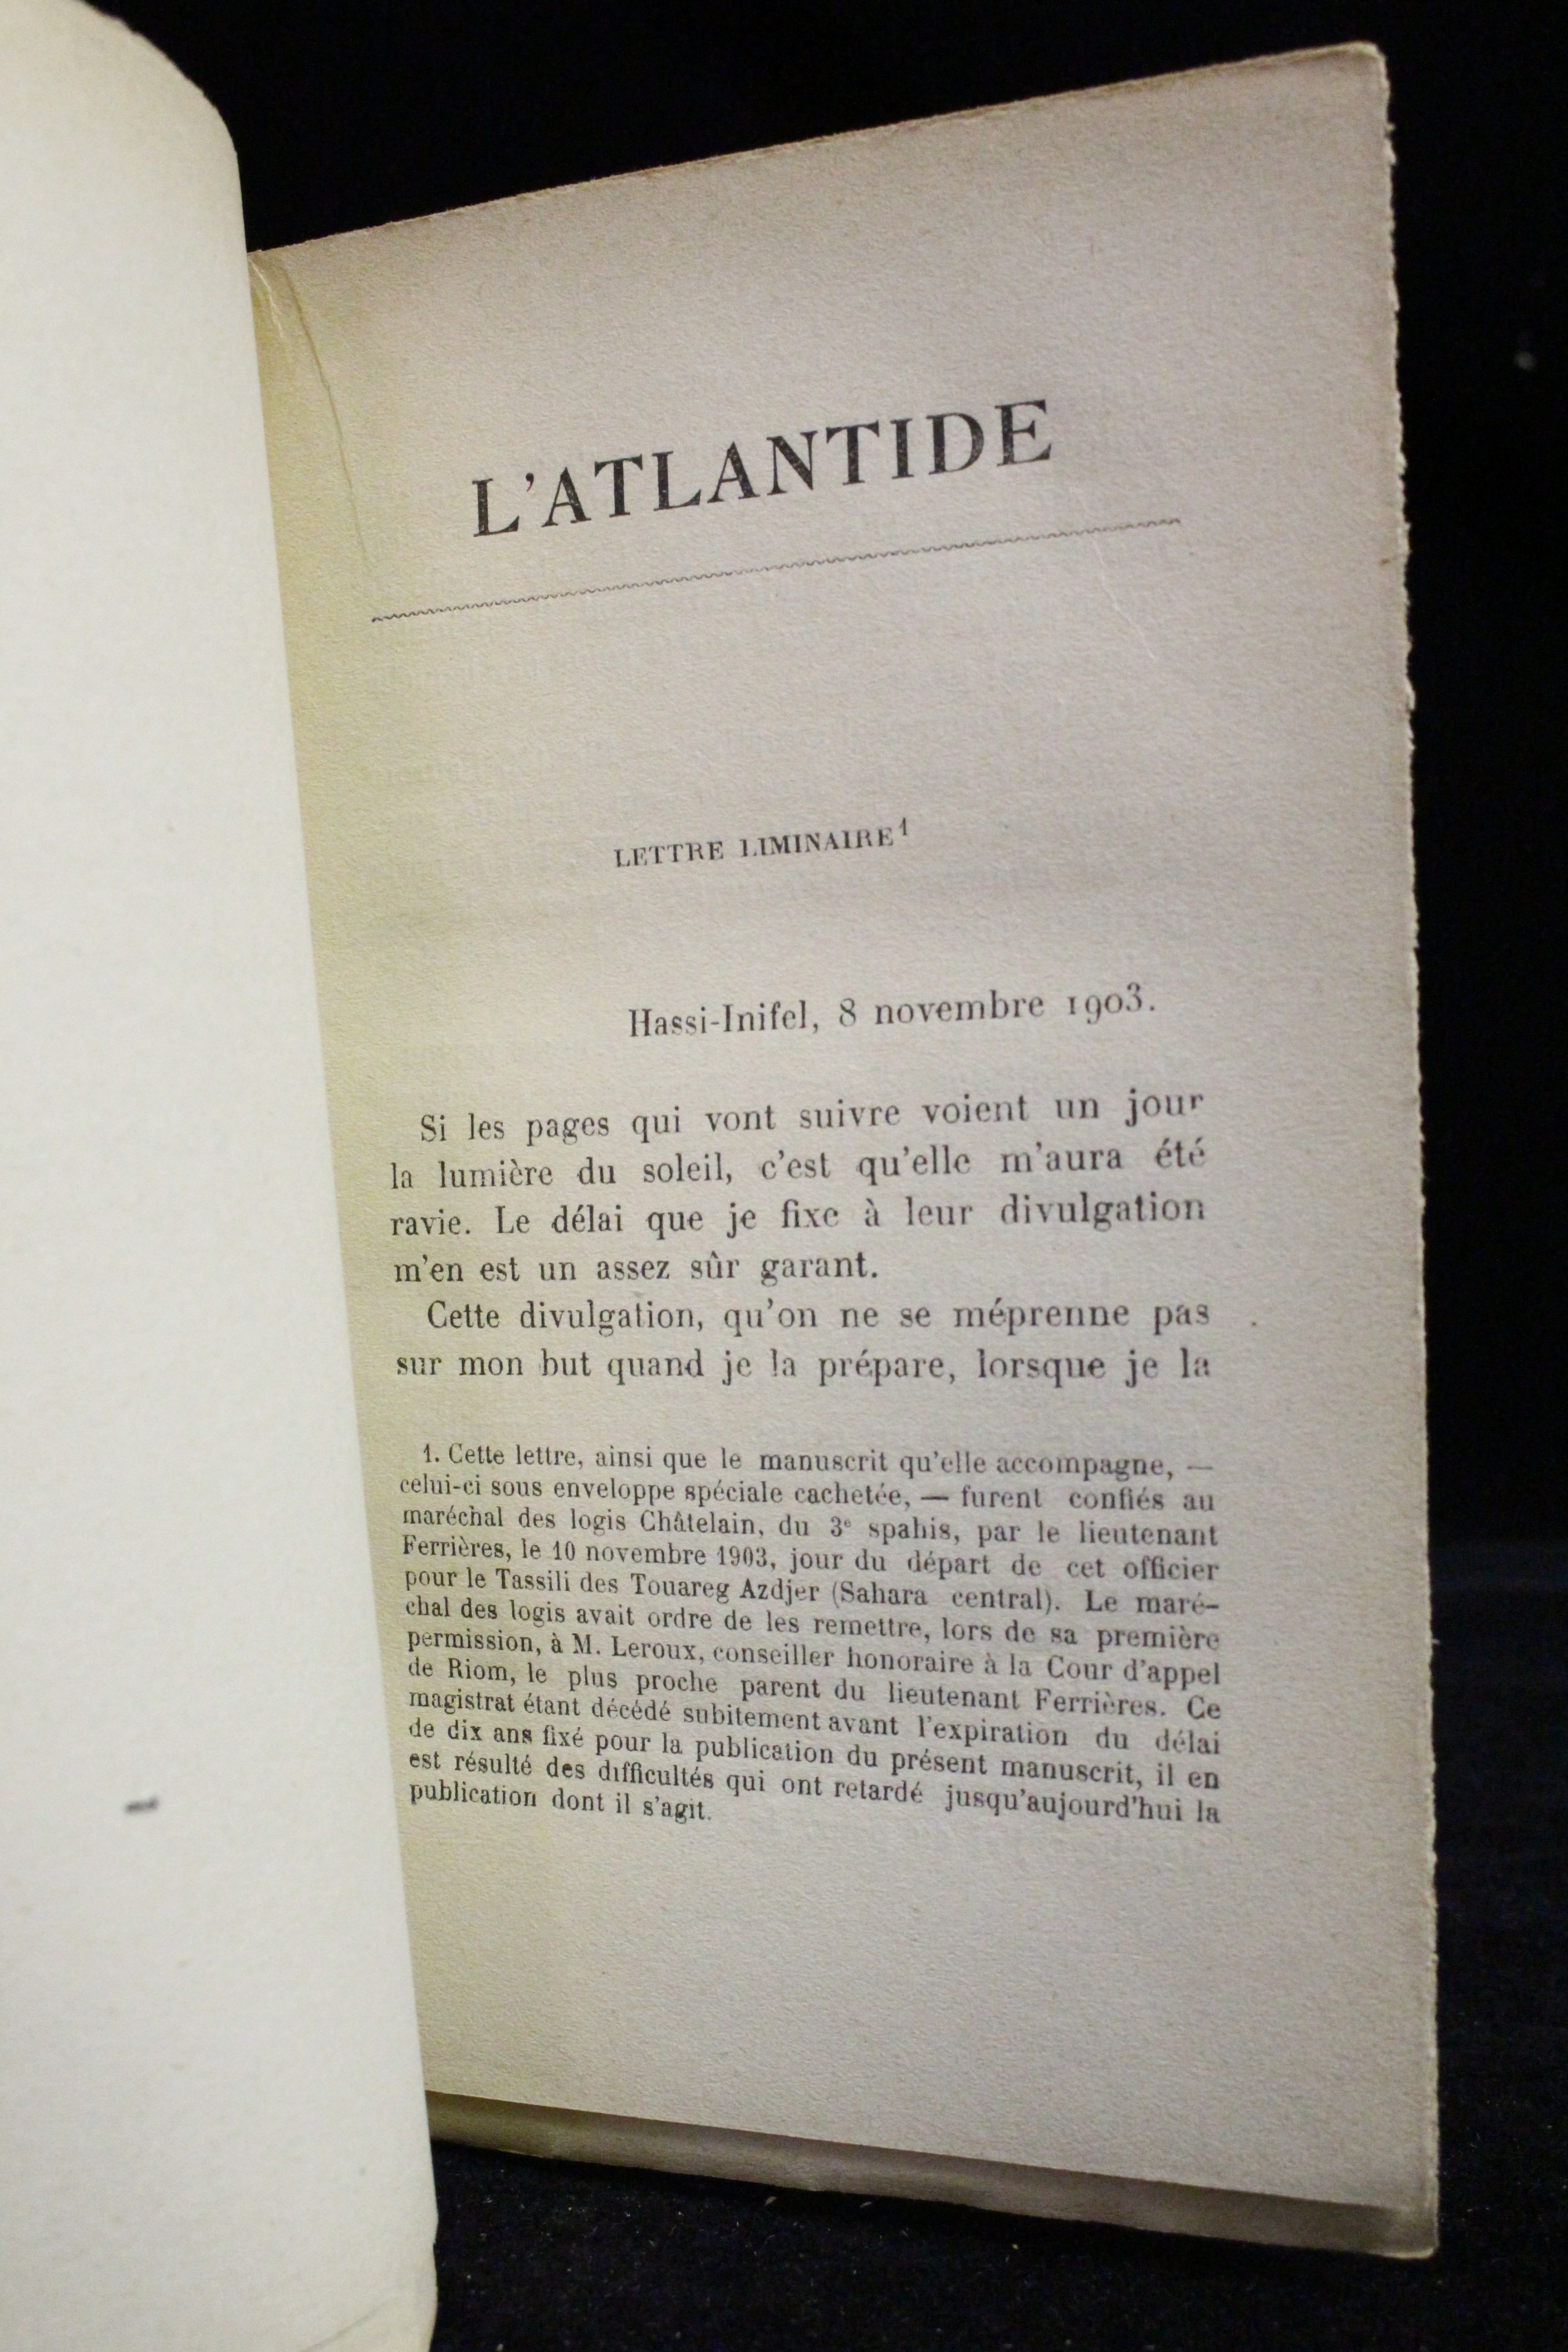 L'ATLANTIDE
LETTRE LIMINAIRE¹
Hassi-Inifel, 8 novembre 1903.
Si les pages qui vont suivre voient un jour
la lumière du soleil, c'est qu'elle m'aura été
ravie. Le délai que je fixe à leur divulgation
m'en est un assez sûr garant.
Cette divulgation, qu'on ne se méprenne pas
sur mon but quand je la prépare, lorsque je la
1. Cette lettre, ainsi que le manuscrit qu'elle accompagne, —
celui-ci sous enveloppe spéciale cachetée, — furent confiés au
maréchal des logis Châtelain, du 3ᵉ spahis, par le lieutenant
Ferrières, le 10 novembre 1903, jour du départ de cet officier
pour le Tassili des Touareg Azdjer (Sahara central). Le maré-
chal des logis avait ordre de les remettre, lors de sa première
permission, à M. Leroux, conseiller honoraire à la Cour d'appel
de Riom, le plus proche parent du lieutenant Ferrières. Ce
magistrat étant décédé subitement avant l'expiration du délai
de dix ans fixé pour la publication du présent manuscrit, il en
est résulté des difficultés qui ont retardé jusqu'aujourd'hui la
publication dont il s'agit.